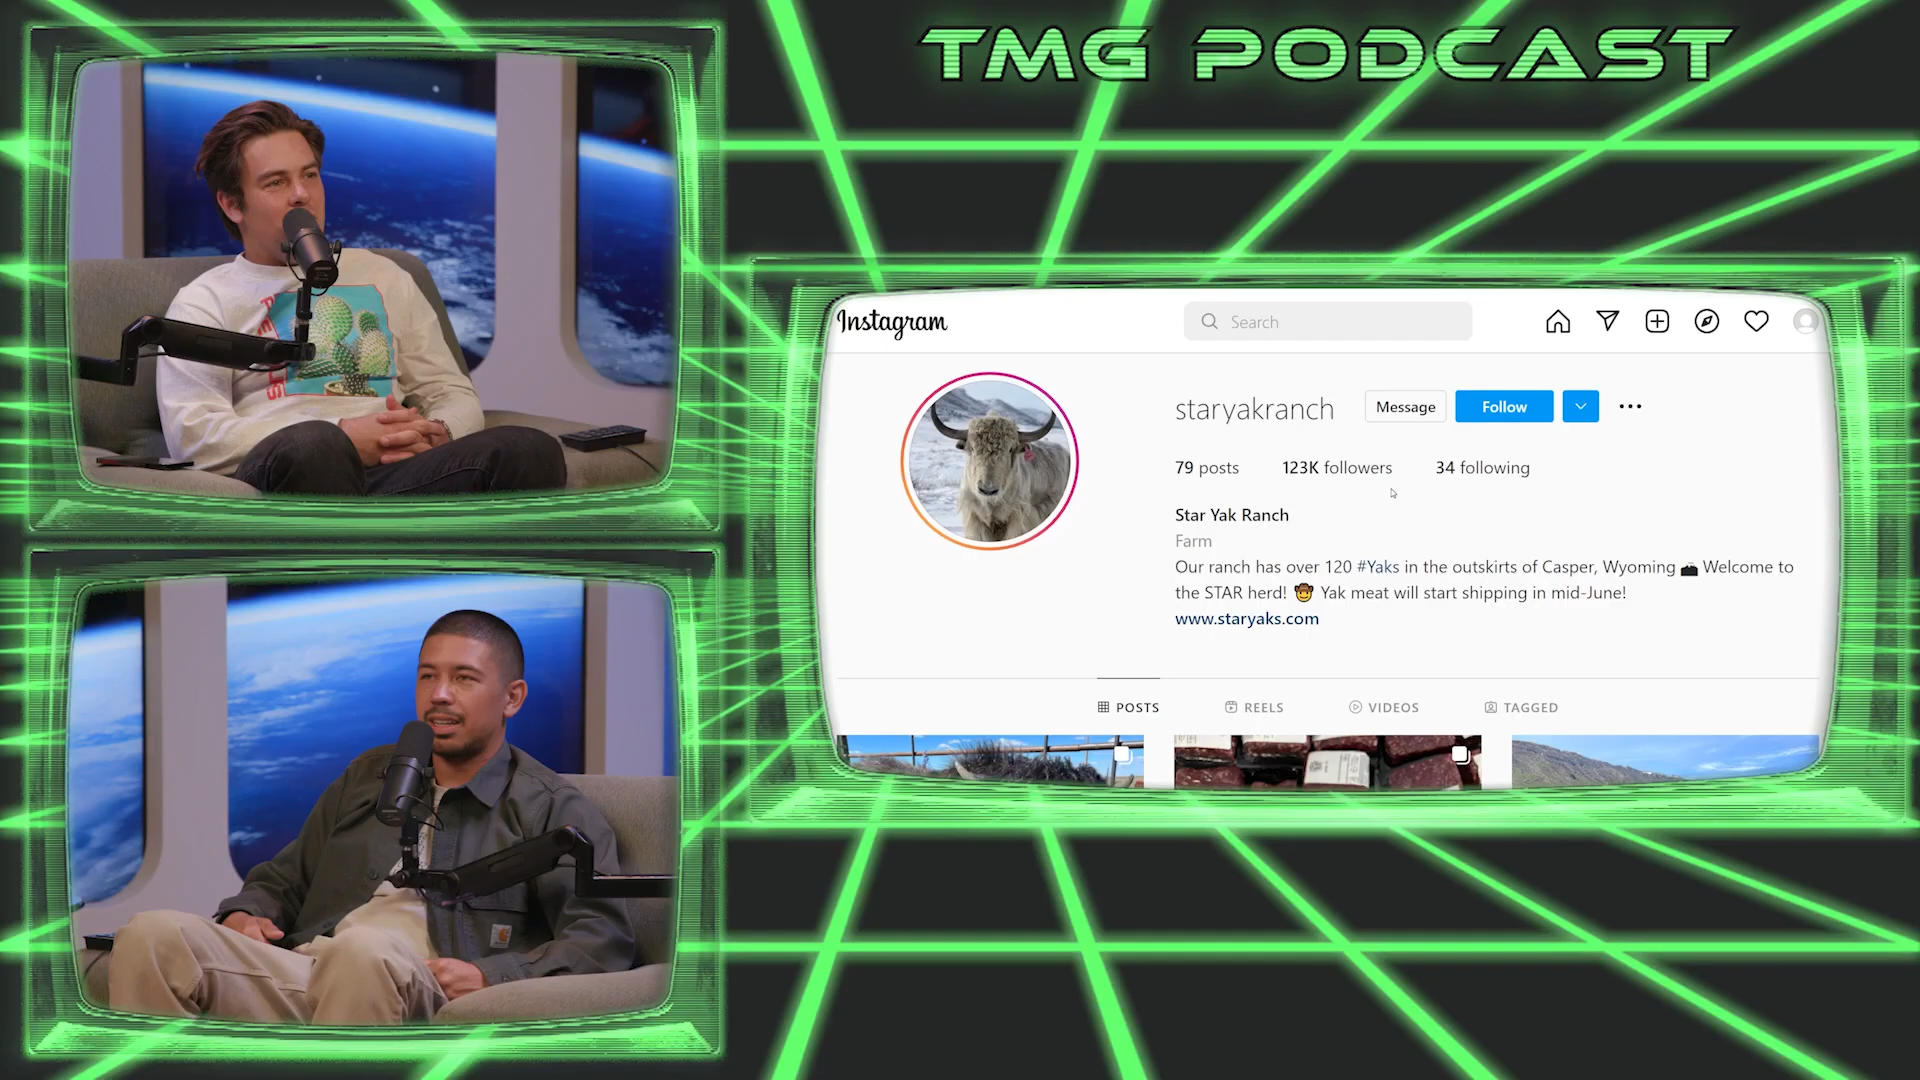 TMG PODCAST
Instagram
Search
staryakranch
Message
Follow
79 posts
123K followers
34 following
Star Yak Ranch
Farm
Our ranch has over 120 #Yaks in the outskirts of Casper, Wyoming 🗻 Welcome to
the STAR herd! 🤠 Yak meat will start shipping in mid-June!
www.staryaks.com
POSTS
REELS
VIDEOS
TAGGED